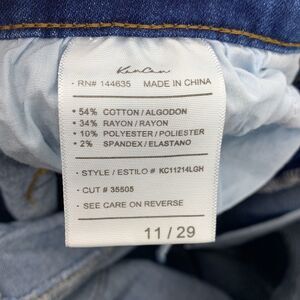 KanCan
· RN# 144635 MADE IN CHINA
* 54% COTTON / ALGODON
* 34% RAYON / RAYON
* 10% POLYESTER / POLIESTER
* 2% SPANDEX / ELASTANO
· STYLE / ESTILO # KC11214LGH
· CUT # 35505
· SEE CARE ON REVERSE
11 / 29